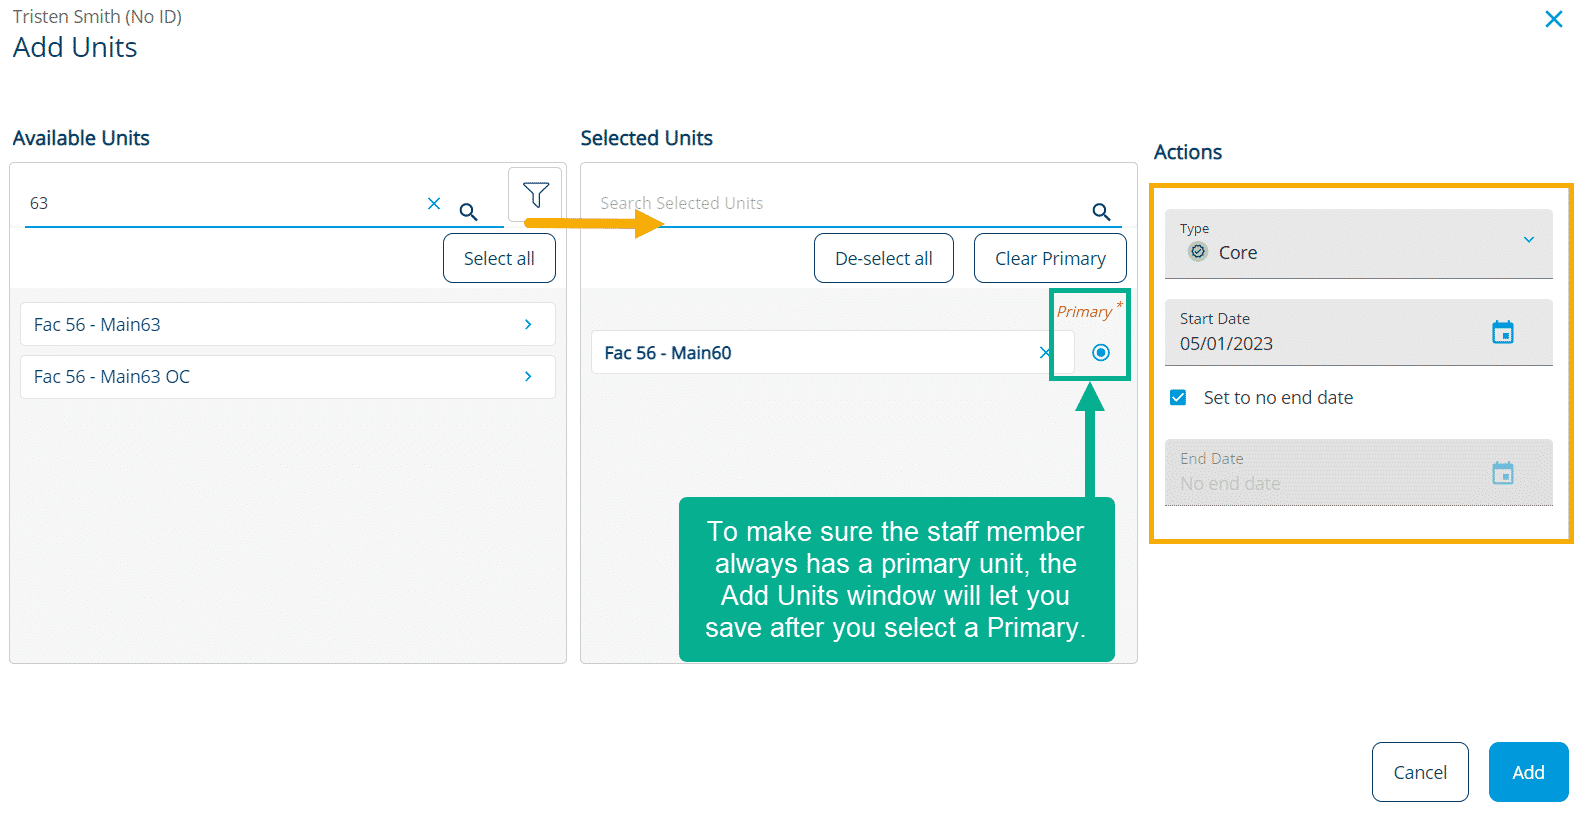 Tristen Smith (No ID)
Add Units
Available Units
63
Select all
Fac 56 - Main63
Fac 56 - Main63 OC
Selected Units
Search Selected Units
De-select all
Clear Primary
Primary *
Fac 56 - Main60
To make sure the staff member
always has a primary unit, the
Add Units window will let you
save after you select a Primary.
Actions
Type
Core
Start Date
05/01/2023
Set to no end date
End Date
No end date
Cancel
Add